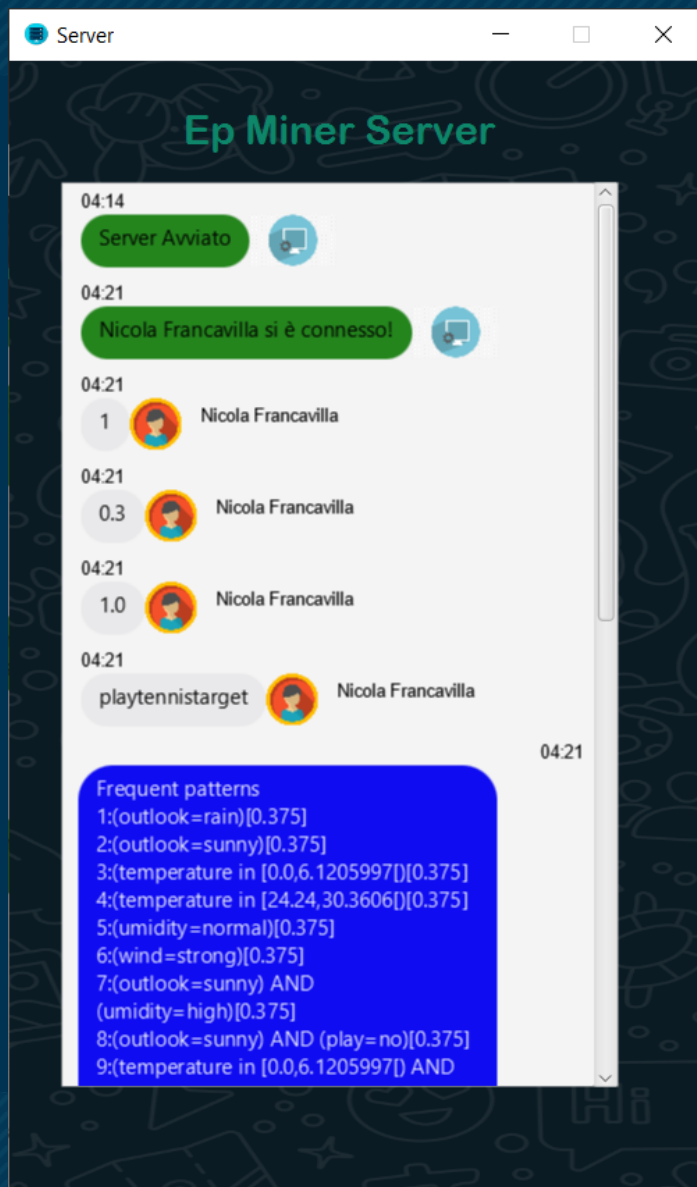 Server
Ep Miner Server
04:14
Server Avviato
04:21
Nicola Francavilla si è connesso!
04:21
1
Nicola Francavilla
04:21
0.3
Nicola Francavilla
04:21
1.0
Nicola Francavilla
04:21
playtennistarget
Nicola Francavilla
04:21
Frequent patterns
1:(outlook=rain)[0.375]
2:(outlook=sunny)[0.375]
3:(temperature in [0.0,6.1205997[)[0.375]
4:(temperature in [24.24,30.3606[)[0.375]
5:(umidity=normal)[0.375]
6:(wind=strong)[0.375]
7:(outlook=sunny) AND
(umidity=high)[0.375]
8:(outlook=sunny) AND (play=no)[0.375]
9:(temperature in [0.0,6.1205997[) AND
Hi